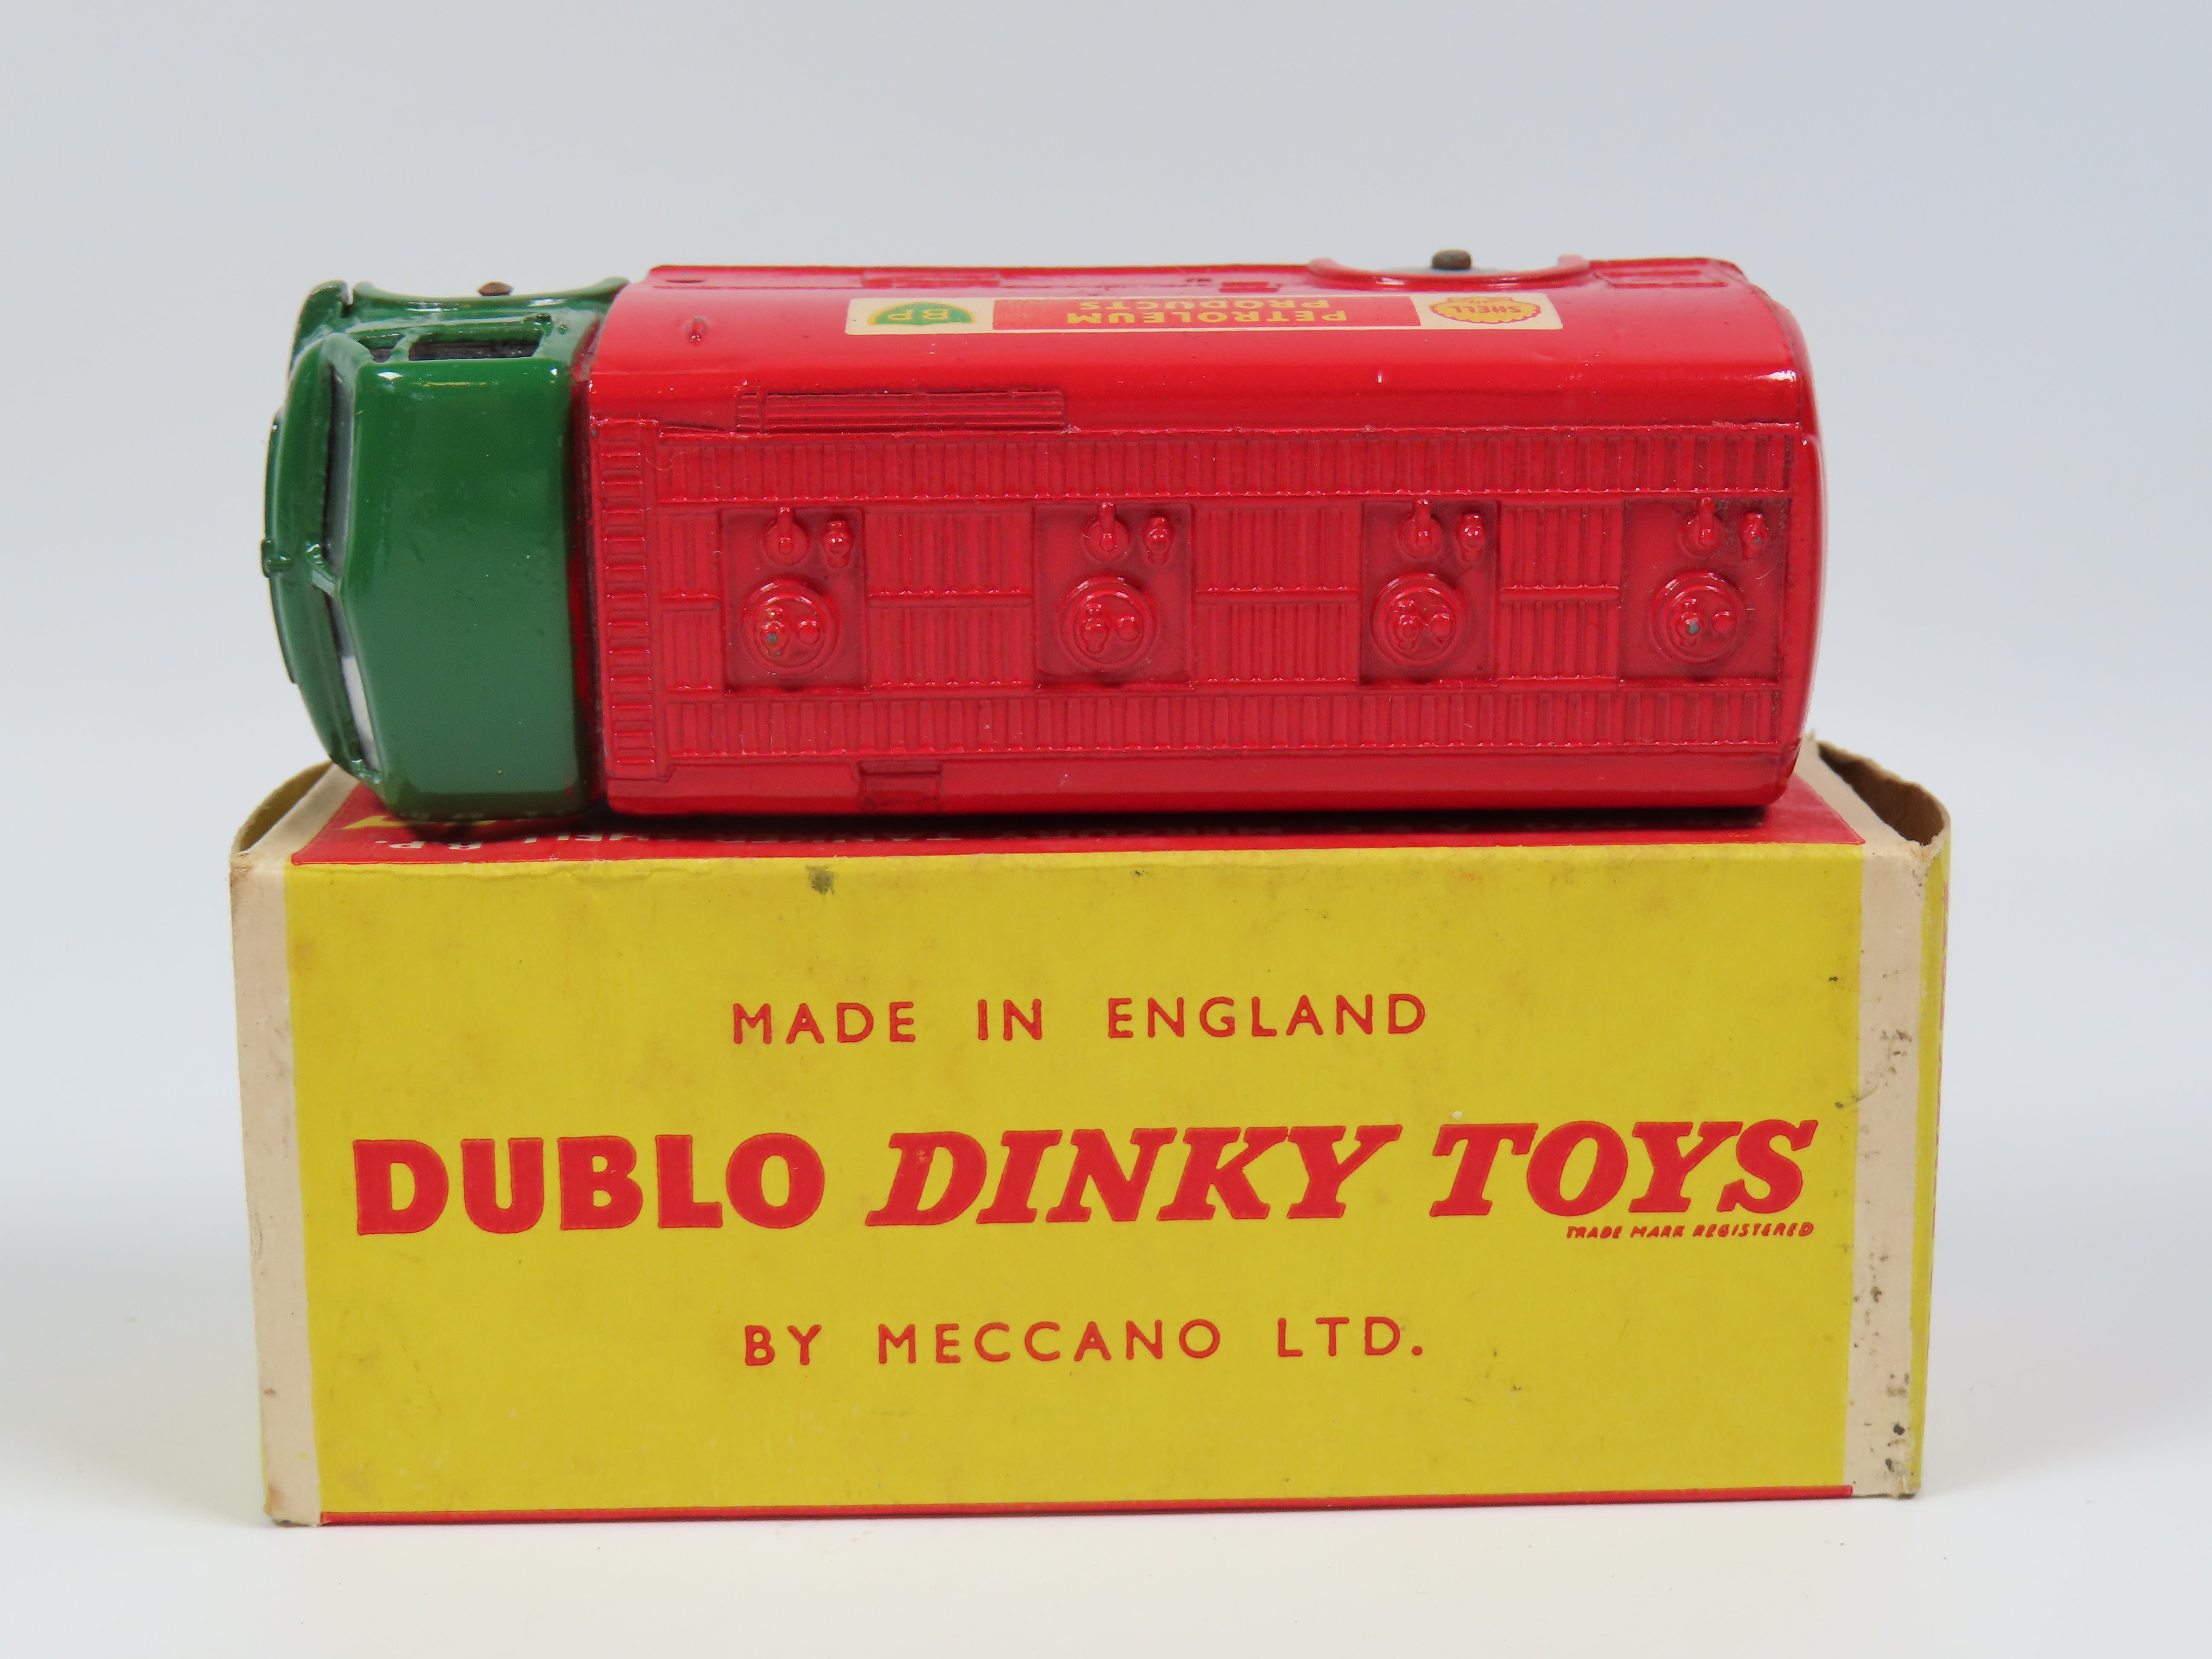 SHELL
PETROLEUM
PRODUCTS
BP
MADE IN ENGLAND
DUBLO DINKY TOYS
TRADE MARK REGISTERED
BY MECCANO LTD.